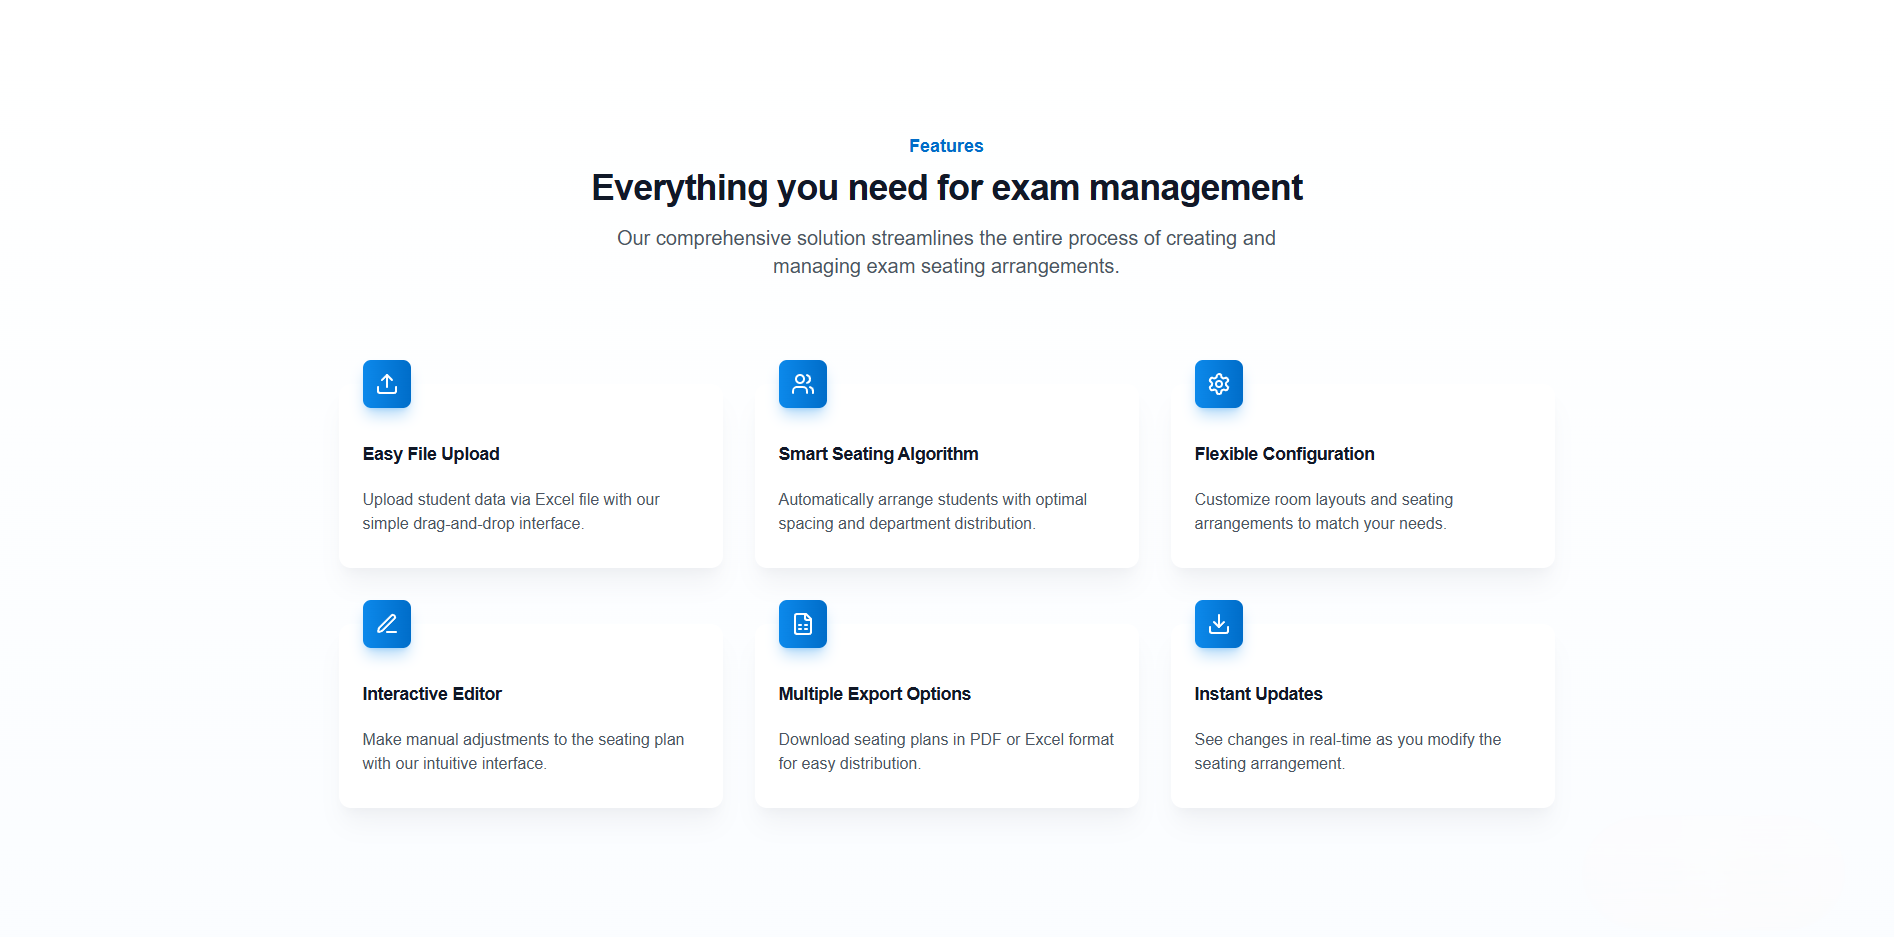 Features
Everything you need for exam management
Our comprehensive solution streamlines the entire process of creating and
managing exam seating arrangements.
Easy File Upload
Upload student data via Excel file with our
simple drag-and-drop interface.
Smart Seating Algorithm
Automatically arrange students with optimal
spacing and department distribution.
Flexible Configuration
Customize room layouts and seating
arrangements to match your needs.
Interactive Editor
Make manual adjustments to the seating plan
with our intuitive interface.
Multiple Export Options
Download seating plans in PDF or Excel format
for easy distribution.
Instant Updates
See changes in real-time as you modify the
seating arrangement.